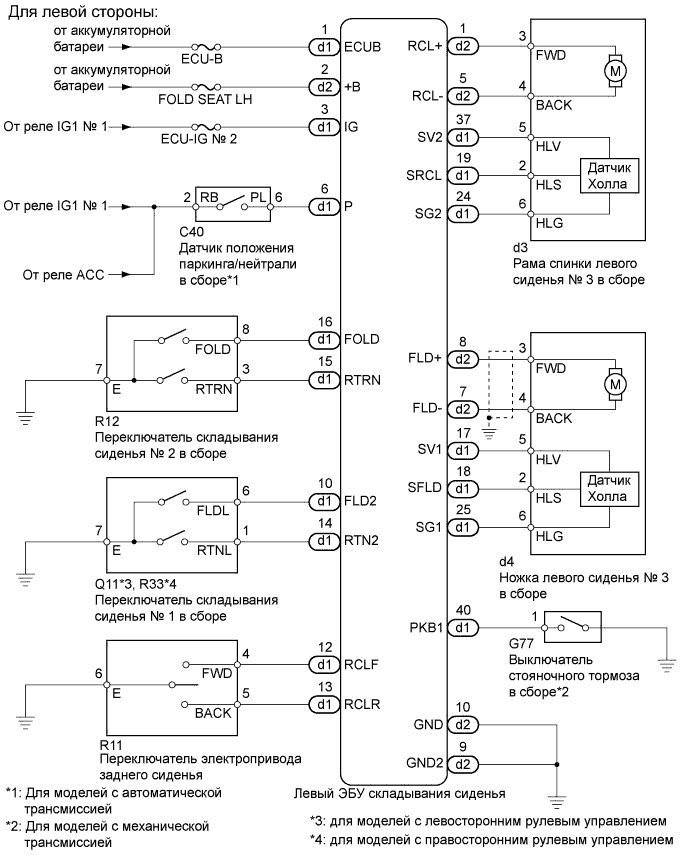 Для левой стороны:
от аккумуляторной
батареи
ECU-B
1
d1
ECUB
от аккумуляторной
батареи
FOLD SEAT LH
2
d2
+B
От реле IG1 № 1
ECU-IG № 2
3
d1
IG
От реле IG1 № 1
2
RB
PL
6
6
d1
P
C40
Датчик положения
паркинга/нейтрали
в сборе*1
От реле ACC
7
E
FOLD
8
16
d1
FOLD
RTRN
3
15
d1
RTRN
R12
Переключатель складывания
сиденья № 2 в сборе
7
E
FLDL
6
10
d1
FLD2
RTNL
1
14
d1
RTN2
Q11*3, R33*4
Переключатель складывания
сиденья № 1 в сборе
6
E
FWD
4
12
d1
RCLF
BACK
5
13
d1
RCLR
R11
Переключатель электропривода
заднего сиденья
RCL+
1
d2
3
FWD
M
RCL-
5
d2
4
BACK
SV2
37
d1
5
HLV
SRCL
19
d1
2
HLS
Датчик
Холла
SG2
24
d1
6
HLG
d3
Рама спинки левого
сиденья № 3 в сборе
FLD+
8
d2
3
FWD
M
FLD-
7
d2
4
BACK
SV1
17
d1
5
HLV
SFLD
18
d1
2
HLS
Датчик
Холла
SG1
25
d1
6
HLG
d4
Ножка левого сиденья № 3
в сборе
PKB1
40
d1
1
G77
Выключатель
стояночного тормоза
в сборе*2
GND
10
d2
GND2
9
d2
Левый ЭБУ складывания сиденья
*1: Для моделей с автоматической
трансмиссией
*2: Для моделей с механической
трансмиссией
*3: для моделей с левосторонним рулевым управлением
*4: для моделей с правосторонним рулевым управлением